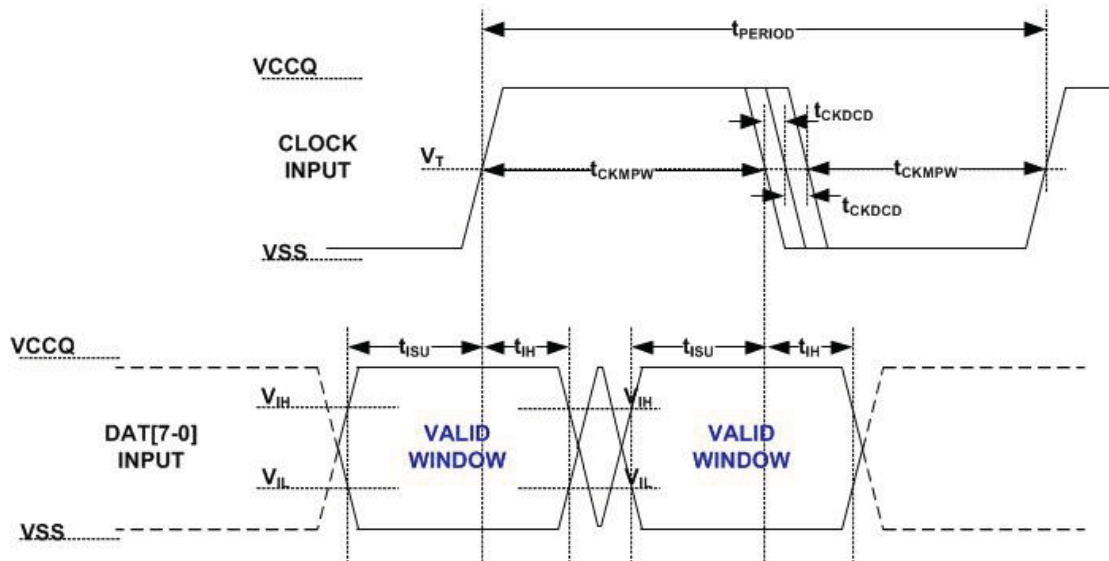 tPERIOD
VCCQ
tCKDCD
CLOCK
INPUT
VT
tCKMPW
tCKMPW
tCKDCD
VSS
VCCQ
tISU
tIH
tISU
tIH
VIH
VIH
DAT[7-0]
INPUT
VALID
WINDOW
VALID
WINDOW
VIL
VIL
VSS